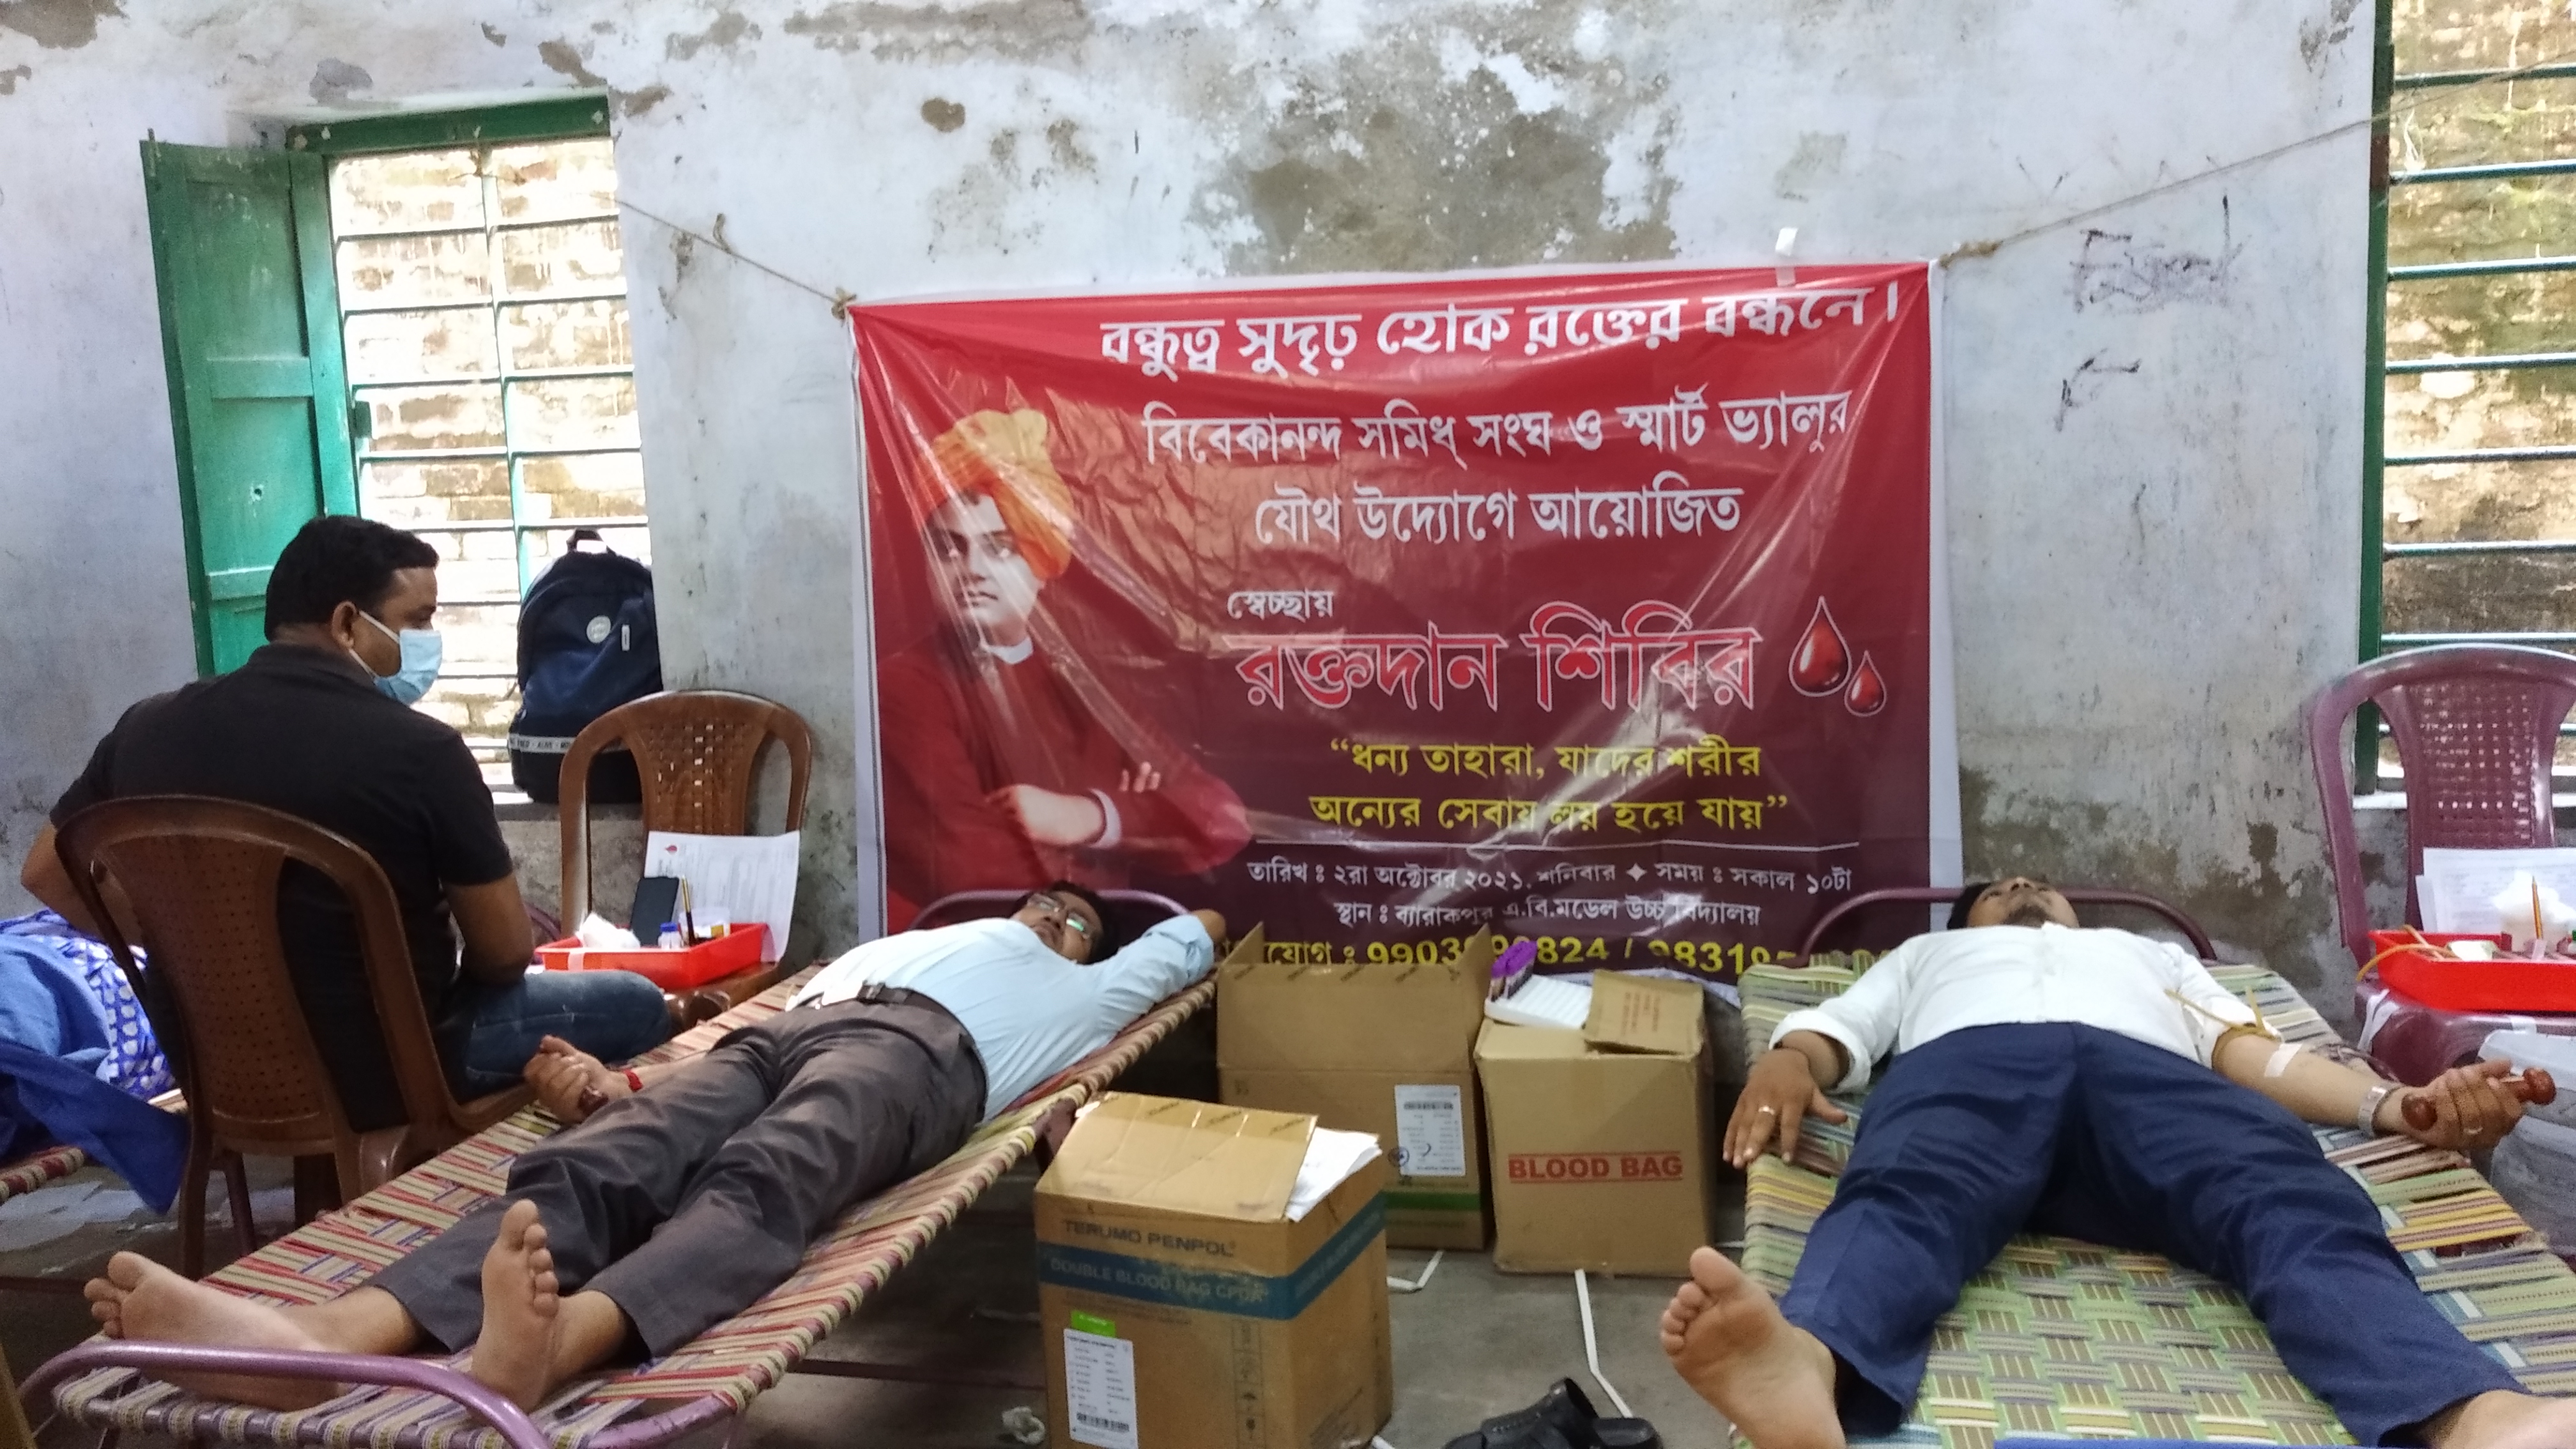 বন্ধুত্ব সুদৃঢ় হোক রক্তের বন্ধনে।
বিবেকানন্দ সমিধ্ সংঘ ও স্মার্ট ভ্যালুর
যৌথ উদ্যোগে আয়োজিত
স্বেচ্ছায়
রক্তদান শিবির
“ধন্য তাহারা, যাদের শরীর
অন্যের সেবায় লয় হয়ে যায়”
তারিখ ঃ ২রা অক্টোবর ২০২১, শনিবার ✦ সময় ঃ সকাল ১০টা
স্থান ঃ ব্যারাকপুর এ.বি.মডেল উচ্চ বিদ্যালয়
BLOOD BAG
TERUMO PENPOL
DOUBLE BLOOD BAG CPDA